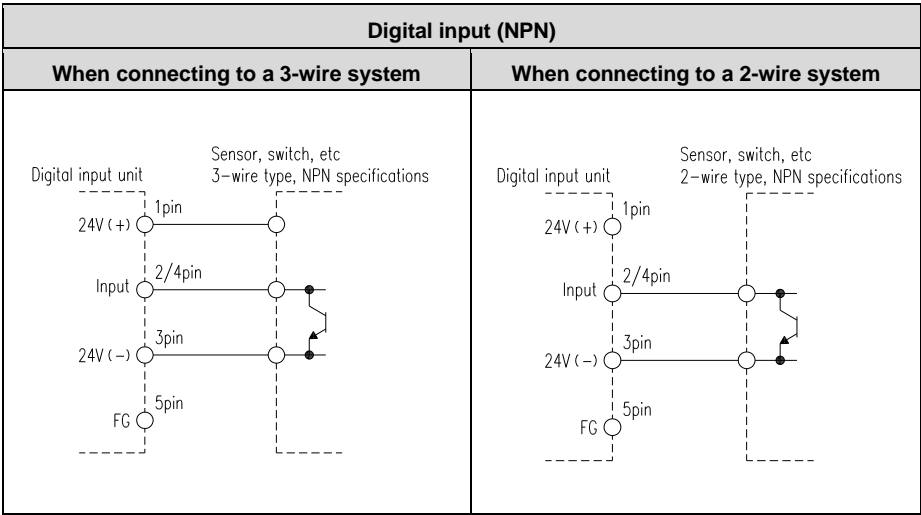 Digital input (NPN)
When connecting to a 3-wire system
Sensor, switch, etc
Digital input unit
3-wire type, NPN specifications
1pin
24V(+)
2/4pin
Input
3pin
24V(-)
5pin
FG
When connecting to a 2-wire system
Sensor, switch, etc
Digital input unit
2-wire type, NPN specifications
1pin
24V(+)
2/4pin
Input
3pin
24V(-)
5pin
FG